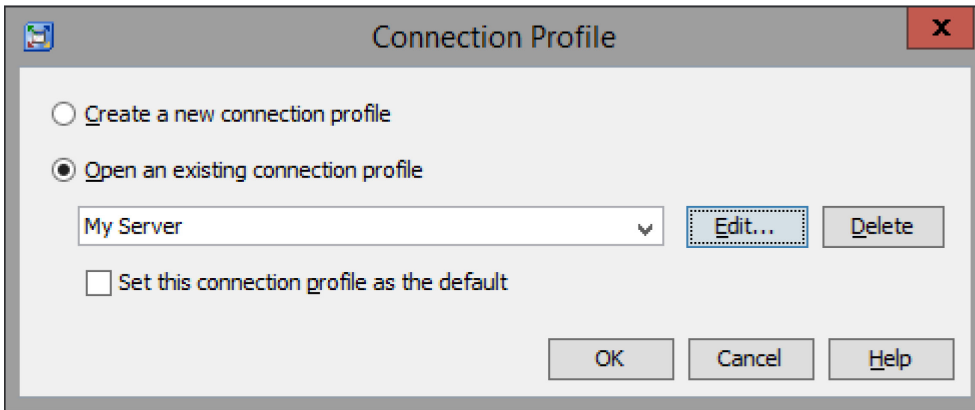 Connection Profile
x
Create a new connection profile
Open an existing connection profile
My Server
Edit...
Delete
Set this connection profile as the default
OK
Cancel
Help